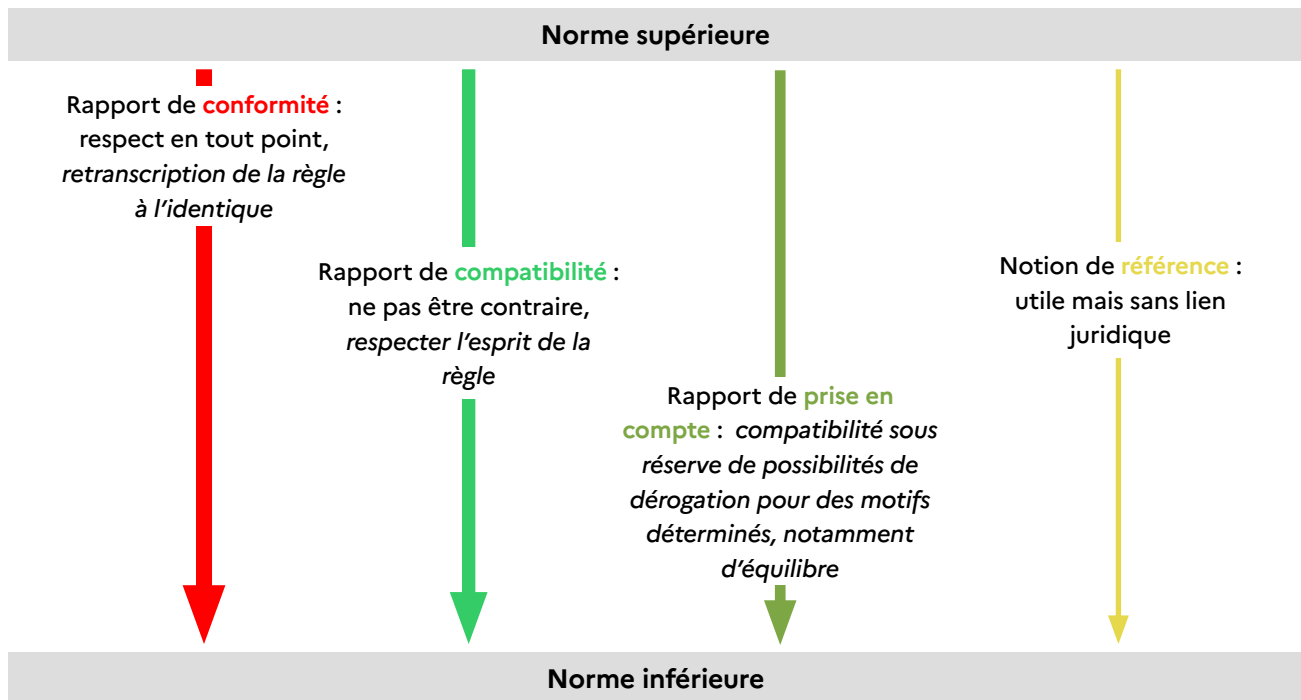 Norme supérieure
Rapport de conformité :
respect en tout point,
retranscription de la règle
à l’identique
Rapport de compatibilité :
ne pas être contraire,
respecter l’esprit de la
règle
Rapport de prise en
compte : compatibilité sous
réserve de possibilités de
dérogation pour des motifs
déterminés, notamment
d’équilibre
Notion de référence :
utile mais sans lien
juridique
Norme inférieure